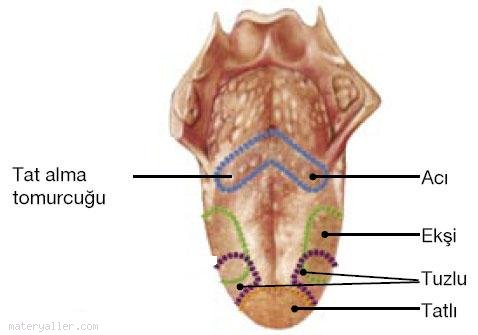 Tat alma
tomurcuğu
Acı
Ekşi
Tuzlu
Tatlı
materyaller.com